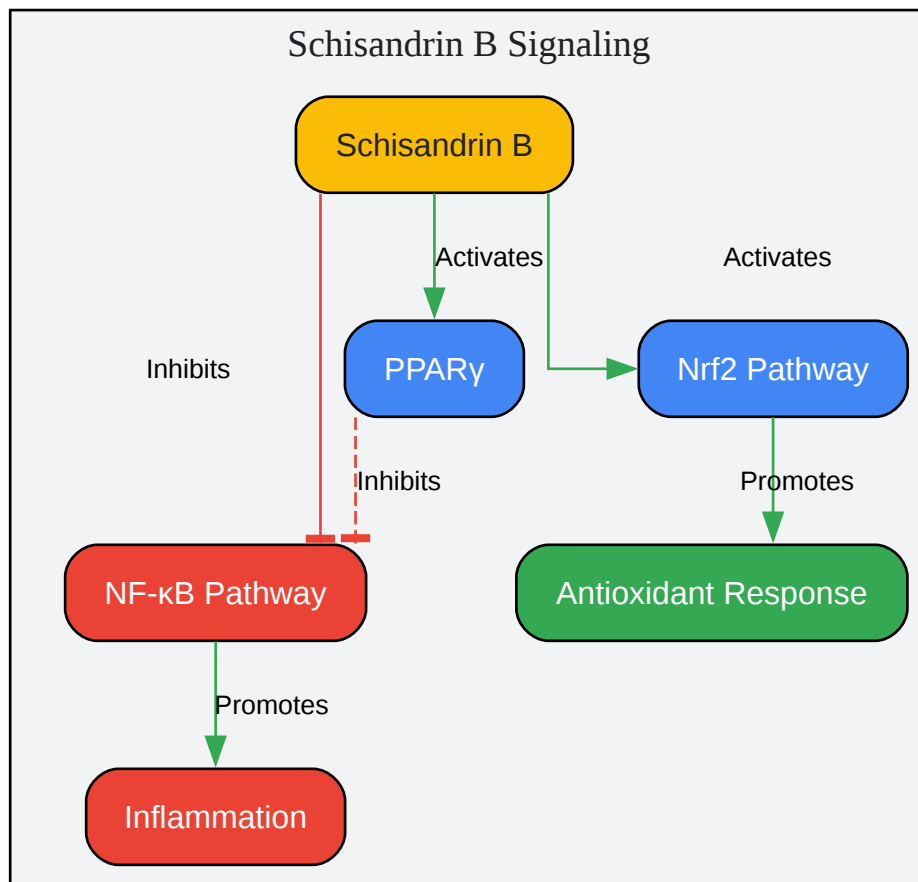 Schisandrin B Signaling
Schisandrin B
Activates
Activates
Inhibits
PPARγ
Nrf2 Pathway
Inhibits
Promotes
NF-κB Pathway
Antioxidant Response
Promotes
Inflammation